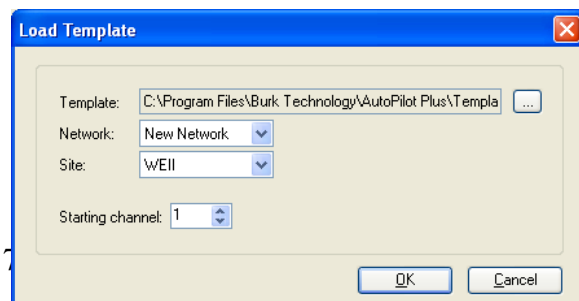 Load Template
Template: C:\Program Files\Burk Technology\AutoPilot Plus\Templa ...
Network: New Network
Site: WEII
Starting channel: 1
OK Cancel